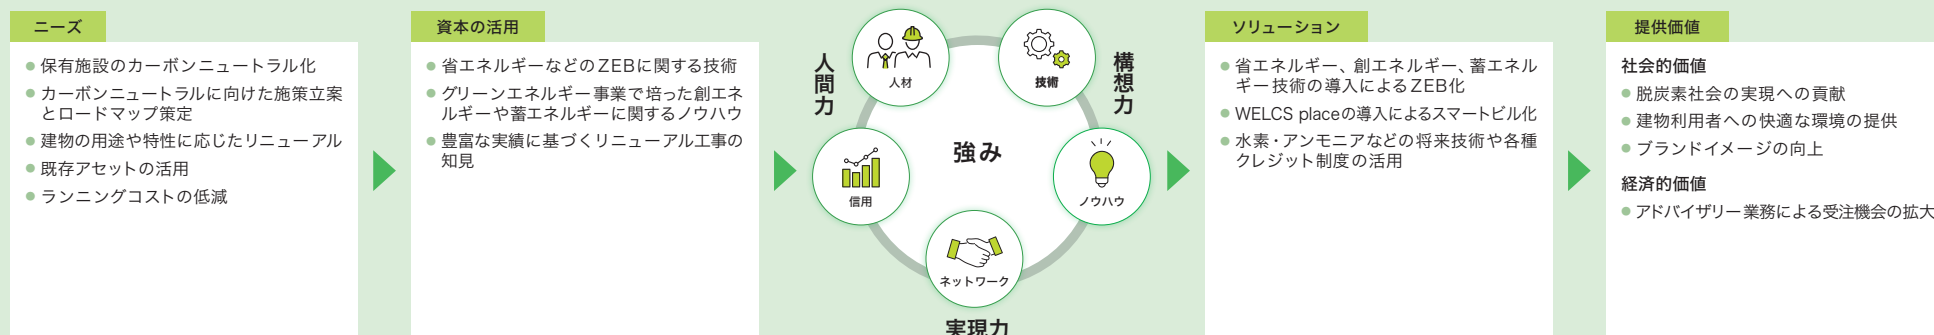 ニーズ
保有施設のカーボンニュートラル化
カーボンニュートラルに向けた施策立案
とロードマップ策定
建物の用途や特性に応じたリニューアル
既存アセットの活用
ランニングコストの低減
資本の活用
省エネルギーなどのZEBに関する技術
グリーンエネルギー事業で培った創エネ
ルギーや蓄エネルギーに関するノウハウ
豊富な実績に基づくリニューアル工事の
知見
人間力
構想力
実現力
強み
人材
技術
信用
ノウハウ
ネットワーク
ソリューション
省エネルギー、創エネルギー、蓄エネル
ギー技術の導入によるZEB化
WELCS placeの導入によるスマートビル化
水素・アンモニアなどの将来技術や各種
クレジット制度の活用
提供価値
社会的価値
脱炭素社会の実現への貢献
建物利用者への快適な環境の提供
ブランドイメージの向上
経済的価値
アドバイザリー業務による受注機会の拡大